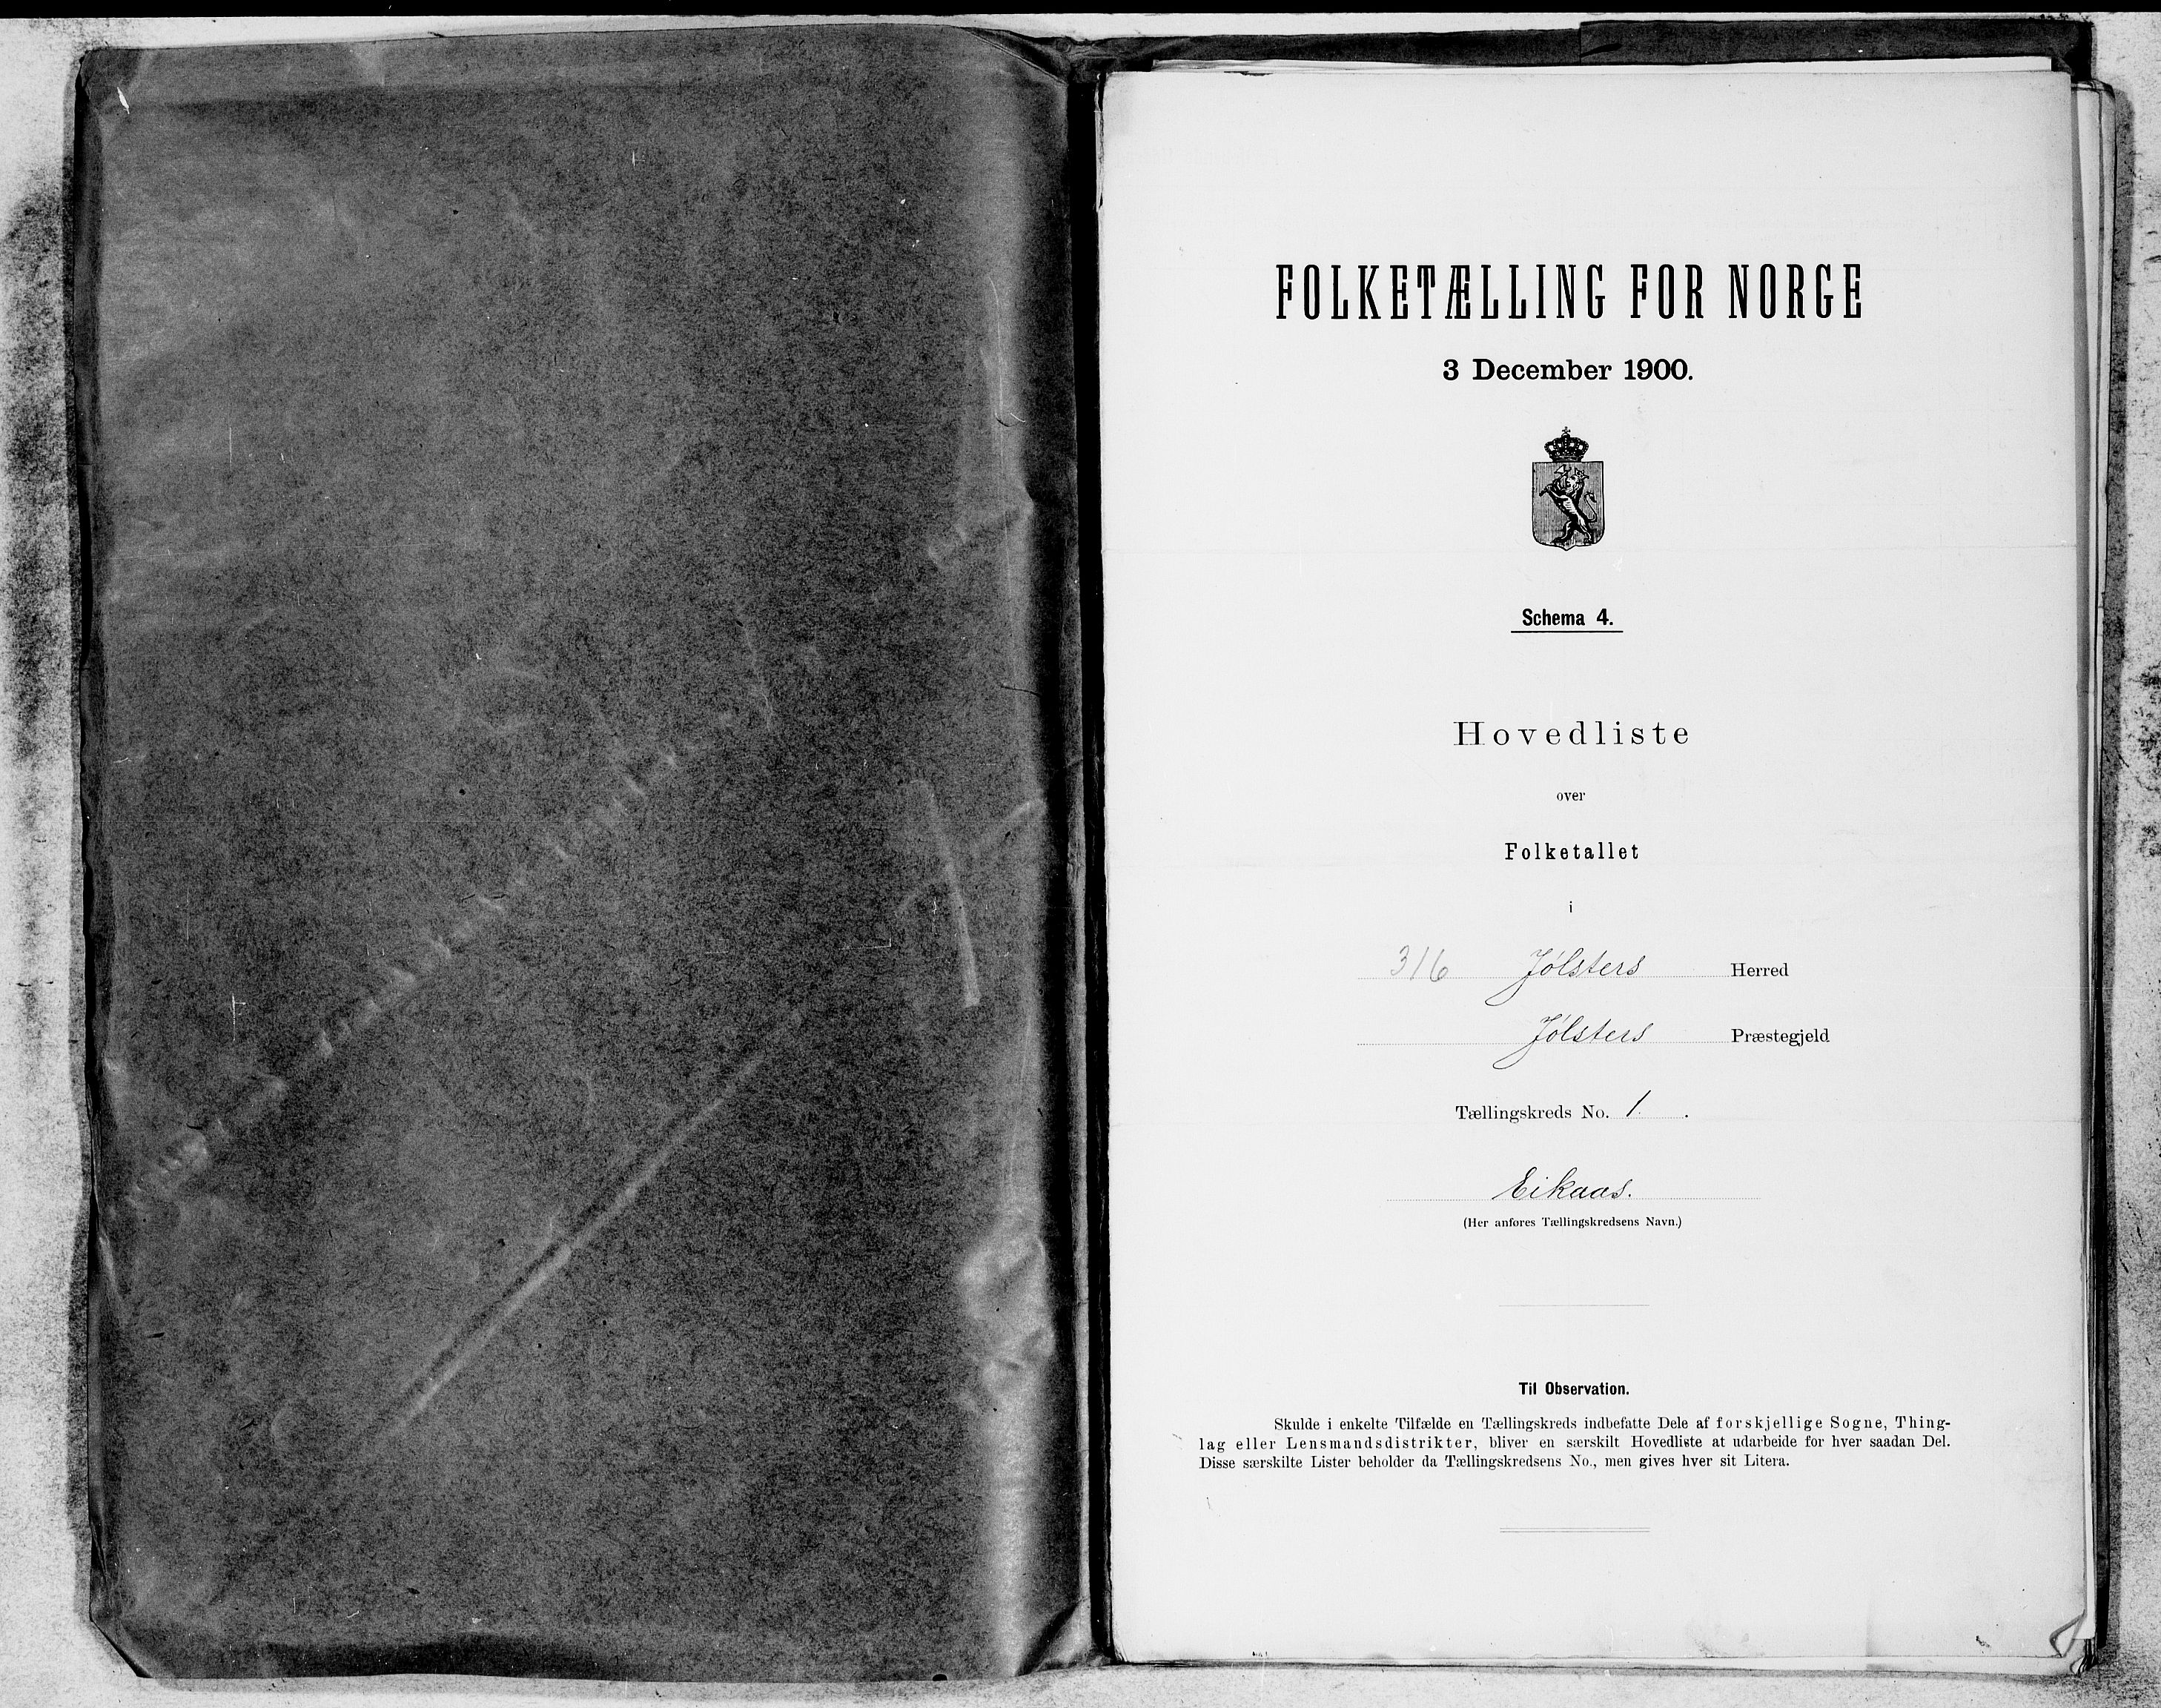 FOLKETÆLLING FOR NORGE
3 December 1900.
Schema 4.
Hovedliste
over
Folketallet
i
316 Jølsters Herred
Jølsters Præstegjeld
Tællingskreds No. 1.
Eikaas.
(Her anføres Tællingskredsens Navn.)
Til Observation.
Skulde i enkelte Tilfælde en Tællingskreds indbefatte Dele af forskjellige Sogne, Thing-
lag eller Lensmandsdistrikter, bliver en særskilt Hovedliste at udarbeide for hver saadan Del.
Disse særskilte Lister beholder da Tællingskredsens No., men gives hver sit Litera.